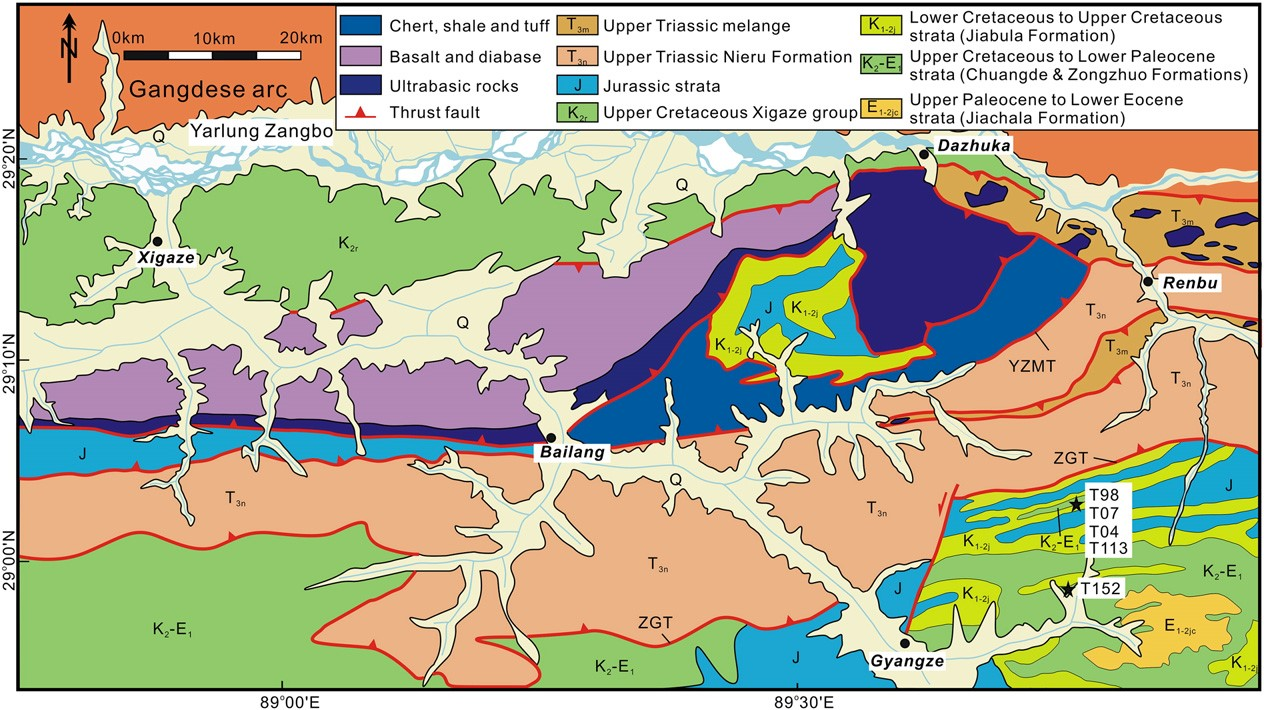 N
0km 10km 20km
Gangdese arc
Chert, shale and tuff
Basalt and diabase
Ultrabasic rocks
Thrust fault
T3m Upper Triassic melange
T3n Upper Triassic Nieru Formation
J Jurassic strata
K2r Upper Cretaceous Xigaze group
K1-2j Lower Cretaceous to Upper Cretaceous
strata (Jiabula Formation)
K2-E1 Upper Cretaceous to Lower Paleocene
strata (Chuangde & Zongzhuo Formations)
E1-2jc Upper Paleocene to Lower Eocene
strata (Jiachala Formation)
Q
Yarlung Zangbo
Dazhuka
29°20'N
Q
T3m
K2r
Xigaze
Renbu
J
K1-2j
T3n
Q
K1-2j
T3m
29°10'N
YZMT
T3n
J
Bailang
ZGT
Q
J
T3n
T3n
T98
T07
T04
T113
K1-2j
K2-E1
29°00'N
T3n
K2-E1
J
T152
K1-2j
K2-E1
ZGT
E1-2jc
K2-E1
J
Gyangze
K1-2j
89°00'E
89°30'E